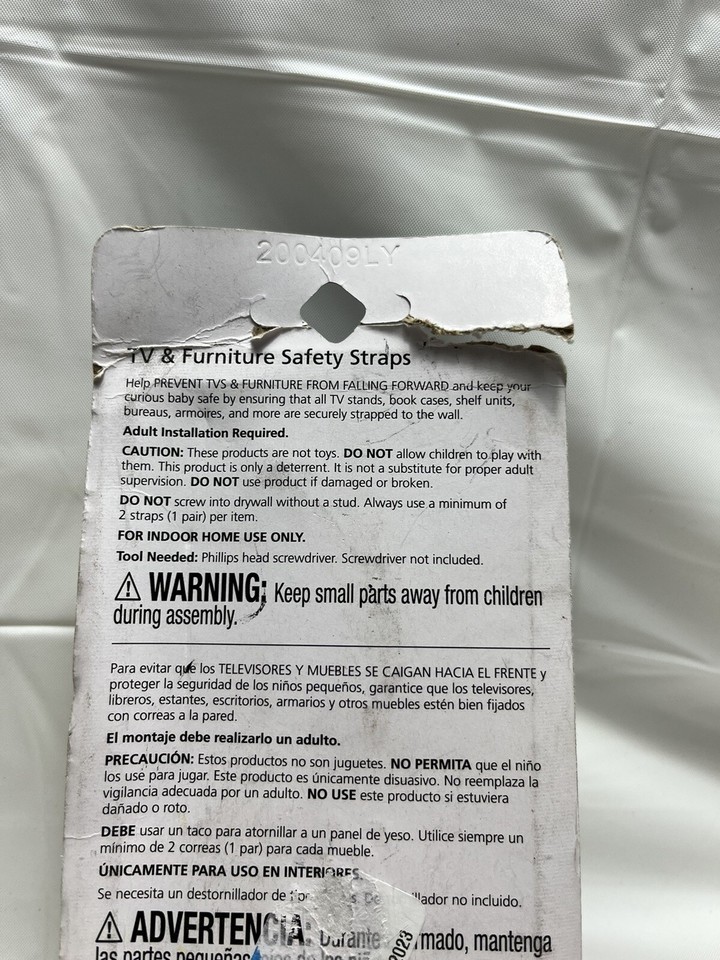 200409LY
TV & Furniture Safety Straps
Help PREVENT TVS & FURNITURE FROM FALLING FORWARD and keep your
curious baby safe by ensuring that all TV stands, book cases, shelf units,
bureaus, armoires, and more are securely strapped to the wall.
Adult Installation Required.
CAUTION: These products are not toys. DO NOT allow children to play with
them. This product is only a deterrent. It is not a substitute for proper adult
supervision. DO NOT use product if damaged or broken.
DO NOT screw into drywall without a stud. Always use a minimum of
2 straps (1 pair) per item.
FOR INDOOR HOME USE ONLY.
Tool Needed: Phillips head screwdriver. Screwdriver not included.
⚠ WARNING: Keep small parts away from children
during assembly.
Para evitar que los TELEVISORES Y MUEBLES SE CAIGAN HACIA EL FRENTE y
proteger la seguridad de los niños pequeños, garantice que los televisores,
libreros, estantes, escritorios, armarios y otros muebles estén bien fijados
con correas a la pared.
El montaje debe realizarlo un adulto.
PRECAUCIÓN: Estos productos no son juguetes. NO PERMITA que el niño
los use para jugar. Este producto es únicamente disuasivo. No reemplaza la
vigilancia adecuada por un adulto. NO USE este producto si estuviera
dañado o roto.
DEBE usar un taco para atornillar a un panel de yeso. Utilice siempre un
mínimo de 2 correas (1 par) para cada mueble.
ÚNICAMENTE PARA USO EN INTERIORES.
Se necesita un destornillador de no incluido.
⚠ ADVERTENCIA: Durante mantenga
las partes pequeñas
2023